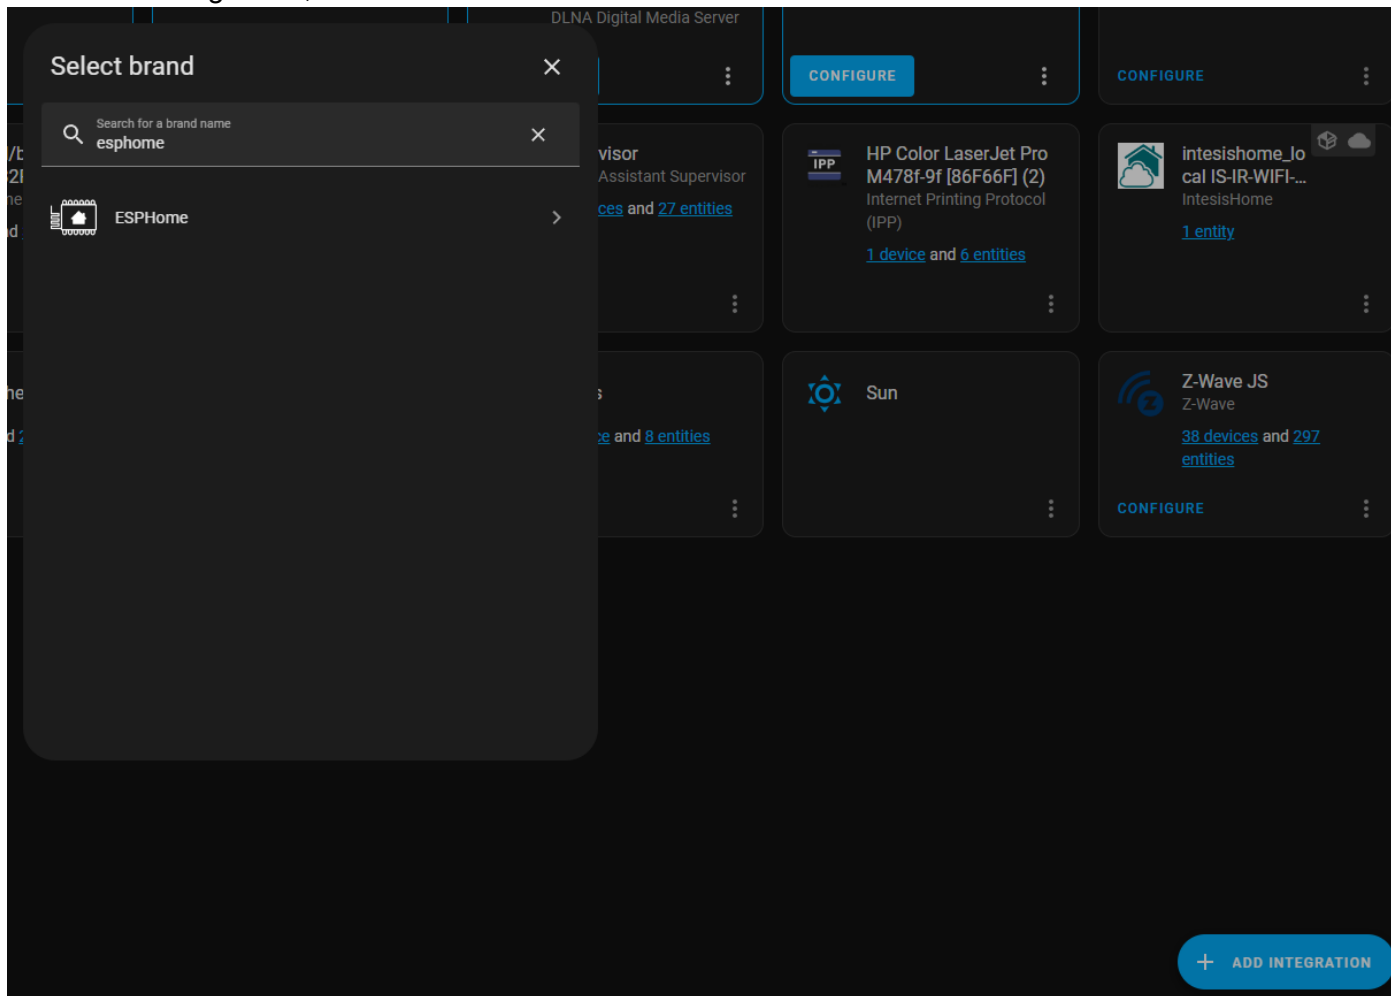 DLNA Digital Media Server
Select brand
CONFIGURE
CONFIGURE
Search for a brand name
esphome
ESPHome
visor
Assistant Supervisor
ces and 27 entities
IPP
HP Color LaserJet Pro
M478f-9f [86F66F] (2)
Internet Printing Protocol
(IPP)
1 device and 6 entities
intesishome_lo
cal IS-IR-WIFI-...
IntesisHome
1 entity
and 8 entities
Sun
Z-Wave JS
Z-Wave
38 devices and 297
entities
CONFIGURE
ADD INTEGRATION